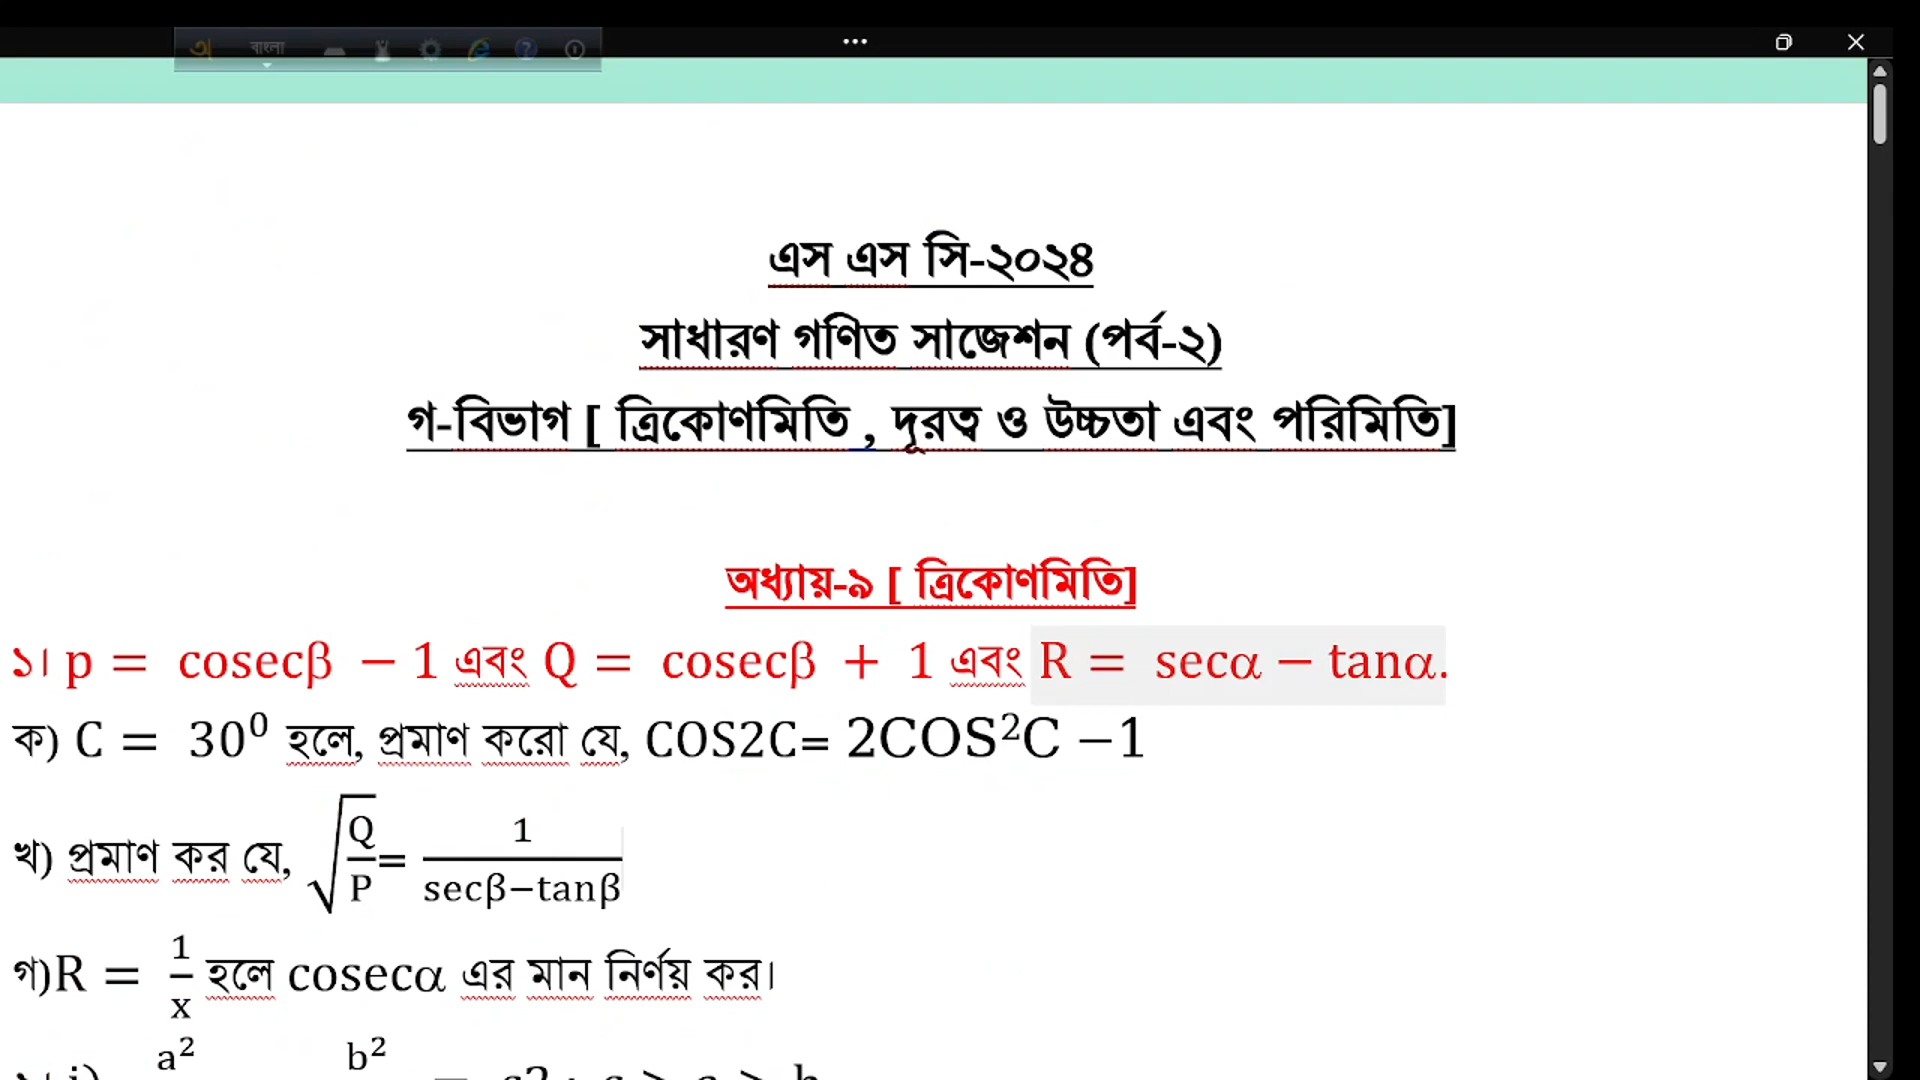 বাংলা
এস এস সি-২০২৪
সাধারণ গণিত সাজেশন (পর্ব-২)
গ-বিভাগ [ ত্রিকোণমিতি , দূরত্ব ও উচ্চতা এবং পরিমিতি]
অধ্যায়-৯ [ ত্রিকোণমিতি]
১। p = cosecβ − 1 এবং Q = cosecβ + 1 এবং R = secα − tanα.
ক) C = 30⁰ হলে, প্রমাণ করো যে, COS2C= 2COS²C −1
খ) প্রমাণ কর যে, √(Q/P) = 1/(secβ−tanβ)
গ)R = 1/x হলে cosecα এর মান নির্ণয় কর।
a² b²